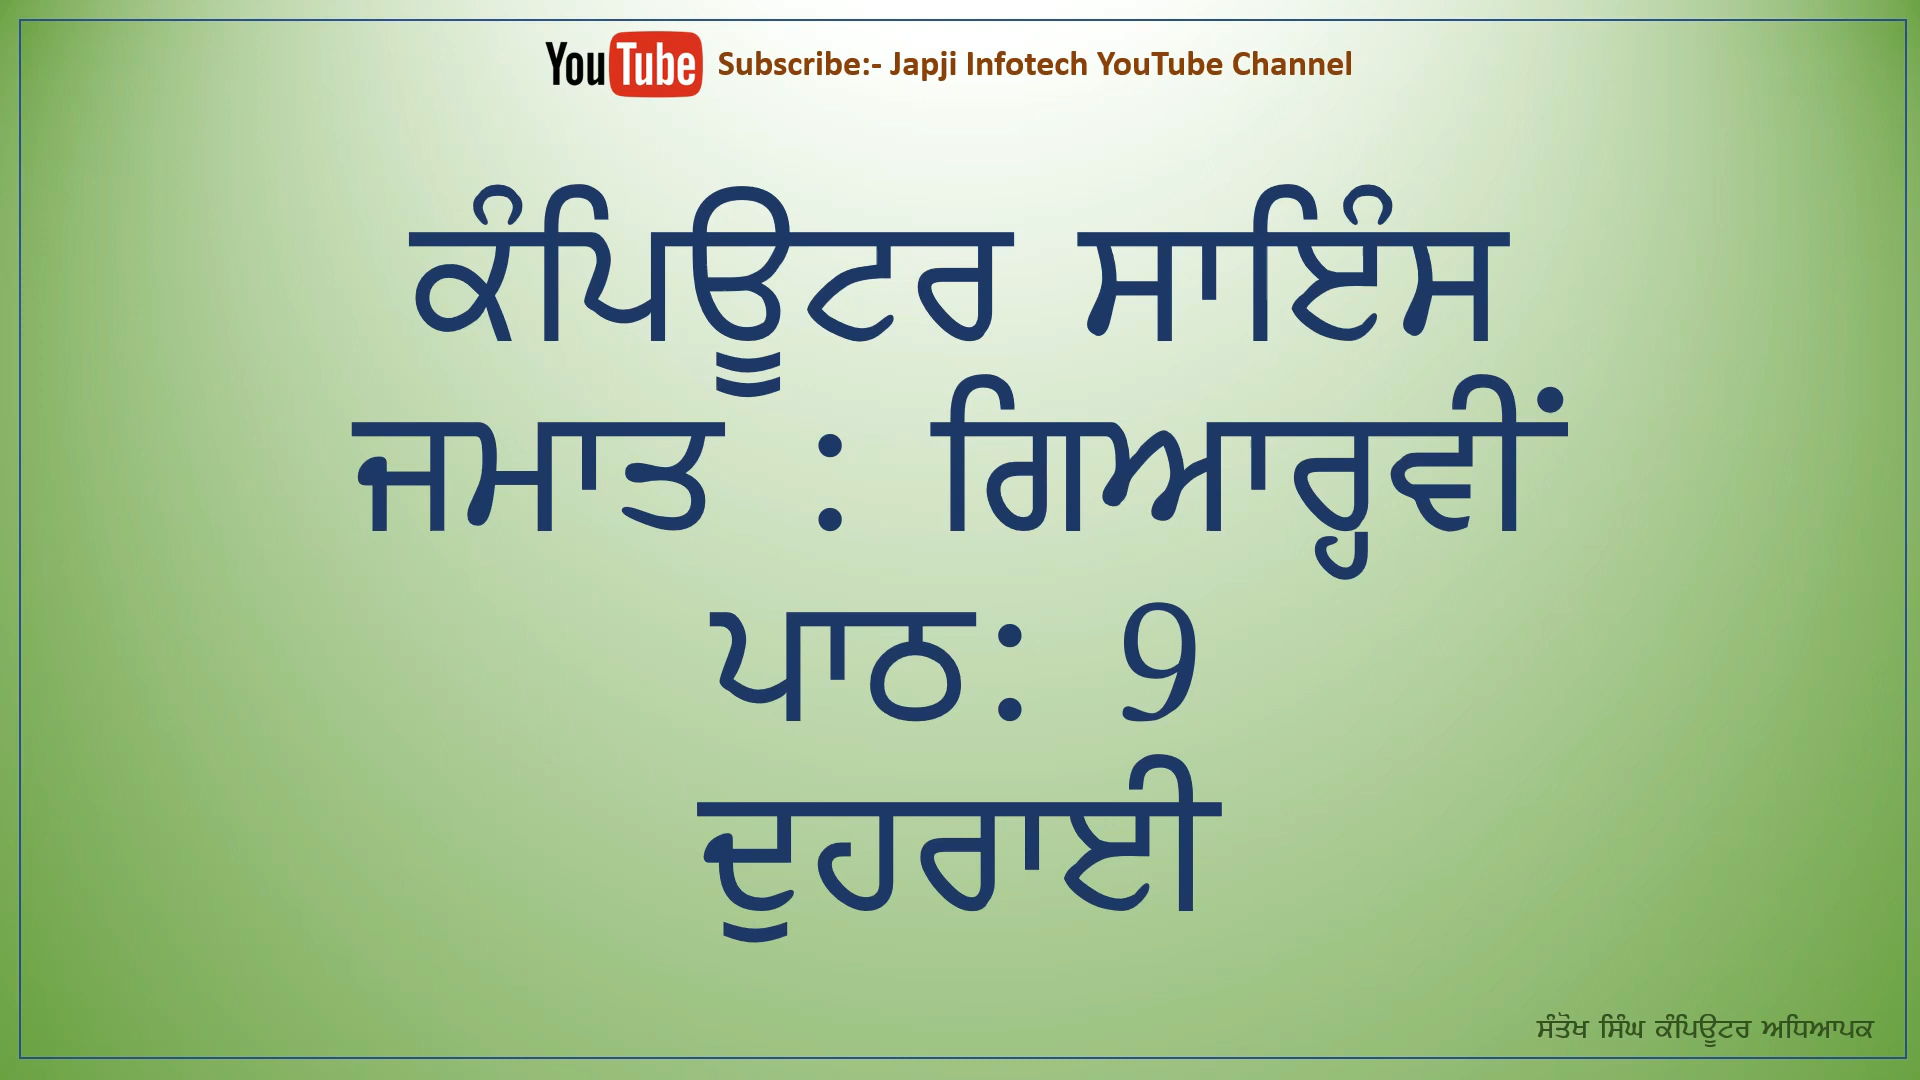 YouTube Subscribe:- Japji Infotech YouTube Channel
ਕੰਪਿਊਟਰ ਸਾਇੰਸ
ਜਮਾਤ : ਗਿਆਰ੍ਹਵੀਂ
ਪਾਠ: 9
ਦੁਹਰਾਈ
ਸੰਤੋਖ ਸਿੰਘ ਕੰਪਿਊਟਰ ਅਧਿਆਪਕ